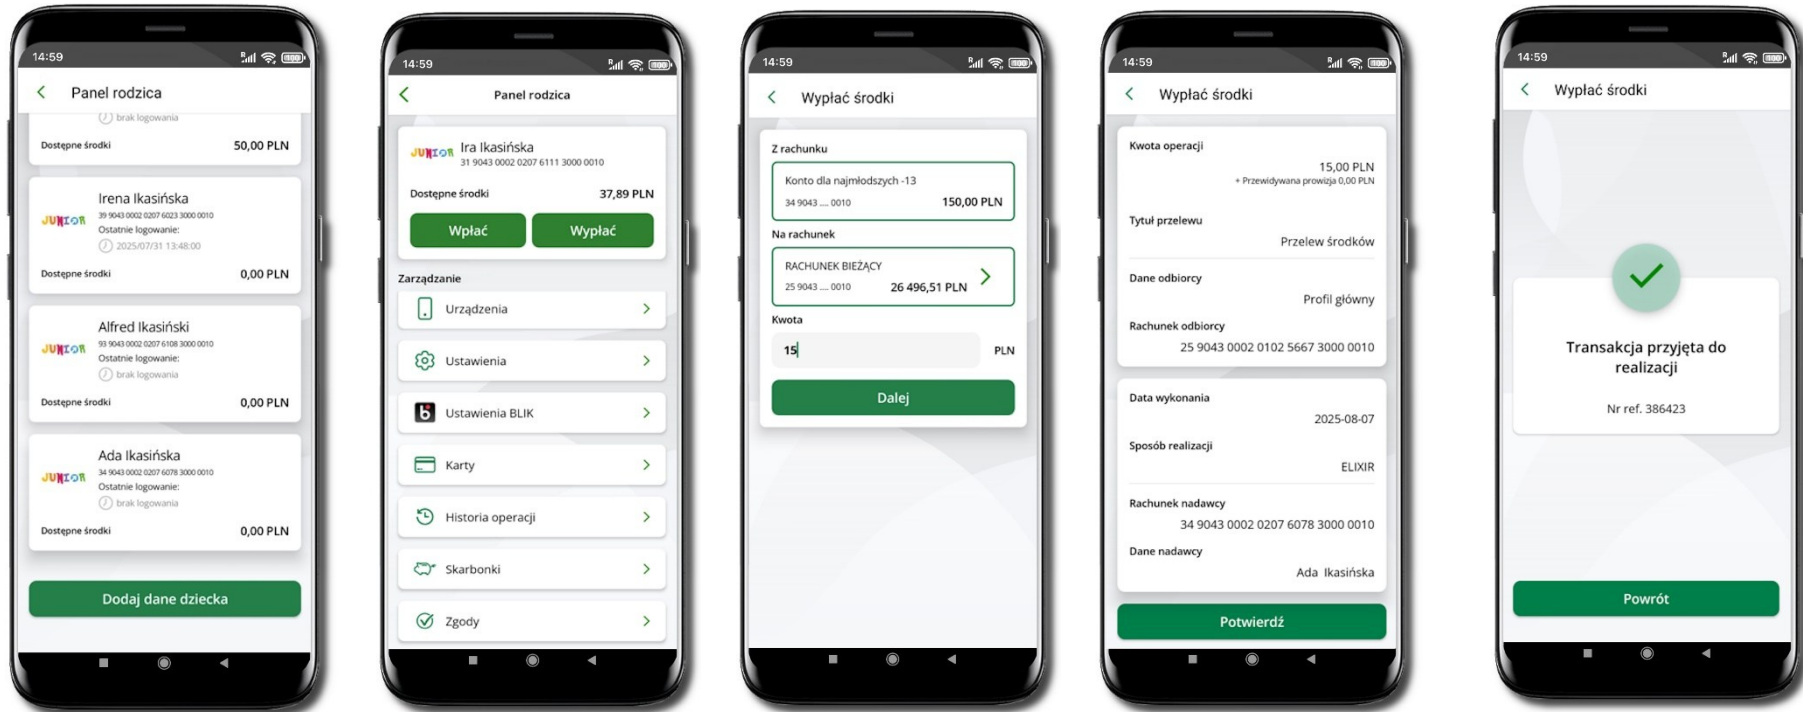 14:59
Panel rodzica
brak logowania
Dostępne środki 50,00 PLN
JUNIOR
Irena Ikasińska
39 9043 0002 0207 6023 3000 0010
Ostatnie logowanie:
2025/07/31 13:48:00
Dostępne środki 0,00 PLN
JUNIOR
Alfred Ikasiński
93 9043 0002 0207 6108 3000 0010
Ostatnie logowanie:
brak logowania
Dostępne środki 0,00 PLN
JUNIOR
Ada Ikasińska
34 9043 0002 0207 6078 3000 0010
Ostatnie logowanie:
brak logowania
Dostępne środki 0,00 PLN
Dodaj dane dziecka
14:59
Panel rodzica
JUNIOR
Ira Ikasińska
31 9043 0002 0207 6111 3000 0010
Dostępne środki 37,89 PLN
Wpłać Wypłać
Zarządzanie
Urządzenia
Ustawienia
Ustawienia BLIK
Karty
Historia operacji
Skarbonki
Zgody
14:59
Wypłać środki
Z rachunku
Konto dla najmłodszych -13
34 9043 .... 0010 150,00 PLN
Na rachunek
RACHUNEK BIEŻĄCY
25 9043 .... 0010 26 496,51 PLN
Kwota
15 PLN
Dalej
14:59
Wypłać środki
Kwota operacji
15,00 PLN
+ Przewidywana prowizja 0,00 PLN
Tytuł przelewu
Przelew środków
Dane odbiorcy
Profil główny
Rachunek odbiorcy
25 9043 0002 0102 5667 3000 0010
Data wykonania
2025-08-07
Sposób realizacji
ELIXIR
Rachunek nadawcy
34 9043 0002 0207 6078 3000 0010
Dane nadawcy
Ada Ikasińska
Potwierdź
14:59
Wypłać środki
Transakcja przyjęta do
realizacji
Nr ref. 386423
Powrót